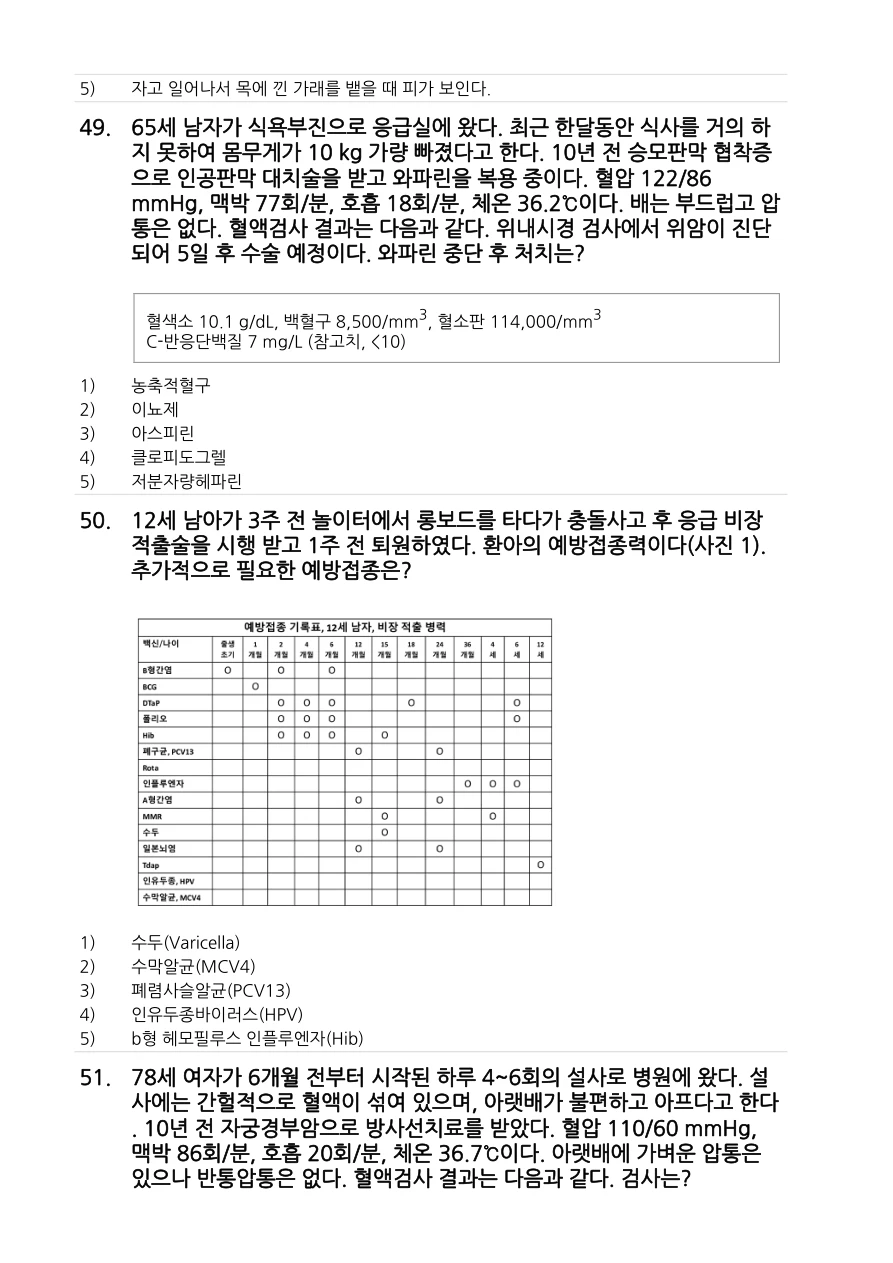 5) 자고 일어나서 목에 낀 가래를 뱉을 때 피가 보인다.
49. 65세 남자가 식욕부진으로 응급실에 왔다. 최근 한달동안 식사를 거의 하
지 못하여 몸무게가 10 kg 가량 빠졌다고 한다. 10년 전 승모판막 협착증
으로 인공판막 대치술을 받고 와파린을 복용 중이다. 혈압 122/86
mmHg, 맥박 77회/분, 호흡 18회/분, 체온 36.2℃이다. 배는 부드럽고 압
통은 없다. 혈액검사 결과는 다음과 같다. 위내시경 검사에서 위암이 진단
되어 5일 후 수술 예정이다. 와파린 중단 후 처치는?
혈색소 10.1 g/dL, 백혈구 8,500/mm³, 혈소판 114,000/mm³
C-반응단백질 7 mg/L (참고치, <10)
1) 농축적혈구
2) 이뇨제
3) 아스피린
4) 클로피도그렐
5) 저분자량헤파린
50. 12세 남아가 3주 전 놀이터에서 롱보드를 타다가 충돌사고 후 응급 비장
적출술을 시행 받고 1주 전 퇴원하였다. 환아의 예방접종력이다(사진 1).
추가적으로 필요한 예방접종은?
예방접종 기록표, 12세 남자, 비장 적출 병력
백신/나이 출생 초기 1 개월 2 개월 4 개월 6 개월 12 개월 15 개월 18 개월 24 개월 36 개월 4 세 6 세 12 세
B형간염 O O O
BCG O
DTaP O O O O O
폴리오 O O O O
Hib O O O O
폐구균, PCV13 O O
Rota
인플루엔자 O O O
A형간염 O O
MMR O O
수두 O
일본뇌염 O O
Tdap O
인유두종, HPV
수막알균, MCV4
1) 수두(Varicella)
2) 수막알균(MCV4)
3) 폐렴사슬알균(PCV13)
4) 인유두종바이러스(HPV)
5) b형 헤모필루스 인플루엔자(Hib)
51. 78세 여자가 6개월 전부터 시작된 하루 4~6회의 설사로 병원에 왔다. 설
사에는 간헐적으로 혈액이 섞여 있으며, 아랫배가 불편하고 아프다고 한다
. 10년 전 자궁경부암으로 방사선치료를 받았다. 혈압 110/60 mmHg,
맥박 86회/분, 호흡 20회/분, 체온 36.7℃이다. 아랫배에 가벼운 압통은
있으나 반통압통은 없다. 혈액검사 결과는 다음과 같다. 검사는?